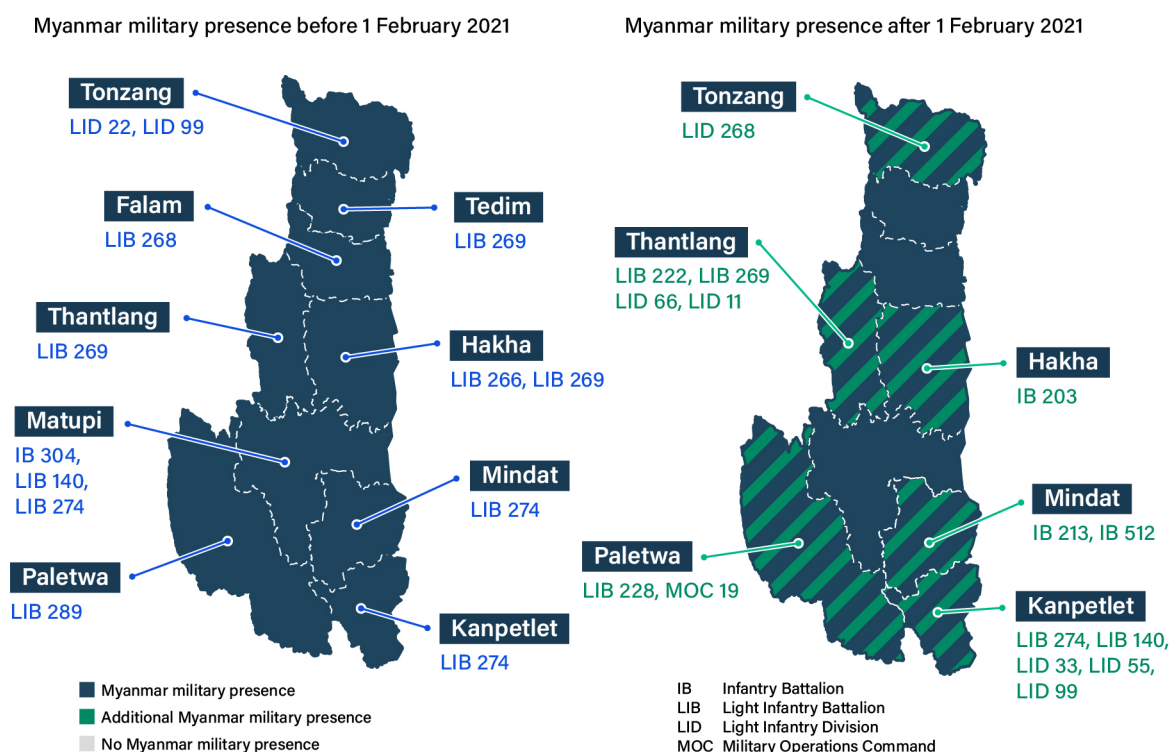 Myanmar military presence before 1 February 2021
Tonzang
LID 22, LID 99
Falam
LIB 268
Tedim
LIB 269
Thantlang
LIB 269
Hakha
LIB 266, LIB 269
Matupi
IB 304,
LIB 140,
LIB 274
Mindat
LIB 274
Paletwa
LIB 289
Kanpetlet
LIB 274
Myanmar military presence
Additional Myanmar military presence
No Myanmar military presence
Myanmar military presence after 1 February 2021
Tonzang
LID 268
Thantlang
LIB 222, LIB 269
LID 66, LID 11
Hakha
IB 203
Mindat
IB 213, IB 512
Paletwa
LIB 228, MOC 19
Kanpetlet
LIB 274, LIB 140,
LID 33, LID 55,
LID 99
IB Infantry Battalion
LIB Light Infantry Battalion
LID Light Infantry Division
MOC Military Operations Command